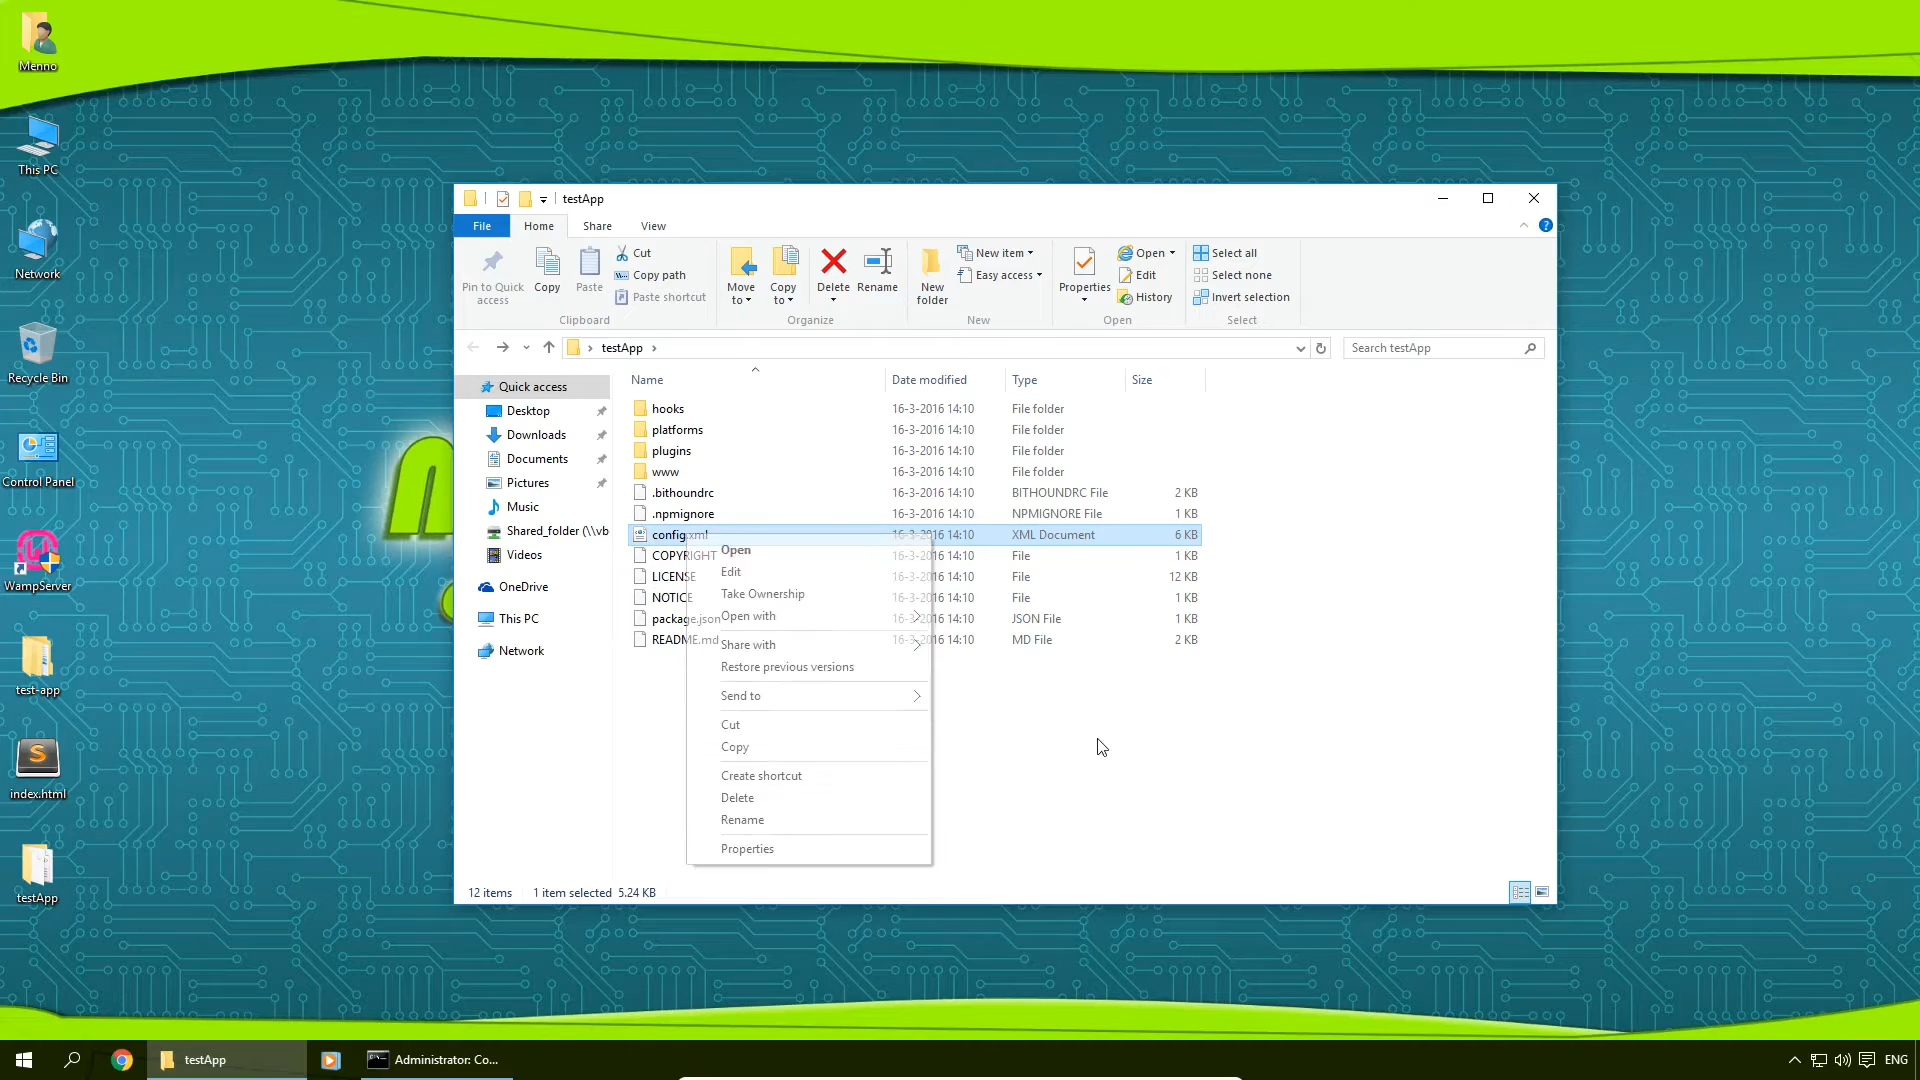 Menno
This PC
Network
Recycle Bin
Control Panel
WampServer
test-app
index.html
testApp
testApp
File
Home
Share
View
Pin to Quick access
Copy
Paste
Cut
Copy path
Paste shortcut
Clipboard
Move to
Copy to
Delete
Rename
Organize
New folder
New item
Easy access
New
Properties
Open
Edit
History
Open
Select all
Select none
Invert selection
Select
testApp
Search testApp
Quick access
Desktop
Downloads
Documents
Pictures
Music
Shared_folder (\\vb
Videos
OneDrive
This PC
Network
Name Date modified Type Size
hooks 16-3-2016 14:10 File folder
platforms 16-3-2016 14:10 File folder
plugins 16-3-2016 14:10 File folder
www 16-3-2016 14:10 File folder
.bithoundrc 16-3-2016 14:10 BITHOUNDRC File 2 KB
.npmignore 16-3-2016 14:10 NPMIGNORE File 1 KB
config.xml 16-3-2016 14:10 XML Document 6 KB
COPYRIGHT 16-3-2016 14:10 File 1 KB
LICENSE 16-3-2016 14:10 File 12 KB
NOTICE 16-3-2016 14:10 File 1 KB
package.json 16-3-2016 14:10 JSON File 1 KB
README.md 16-3-2016 14:10 MD File 2 KB
Open
Edit
Take Ownership
Open with
Share with
Restore previous versions
Send to
Cut
Copy
Create shortcut
Delete
Rename
Properties
12 items 1 item selected 5.24 KB
testApp
Administrator: Co...
ENG